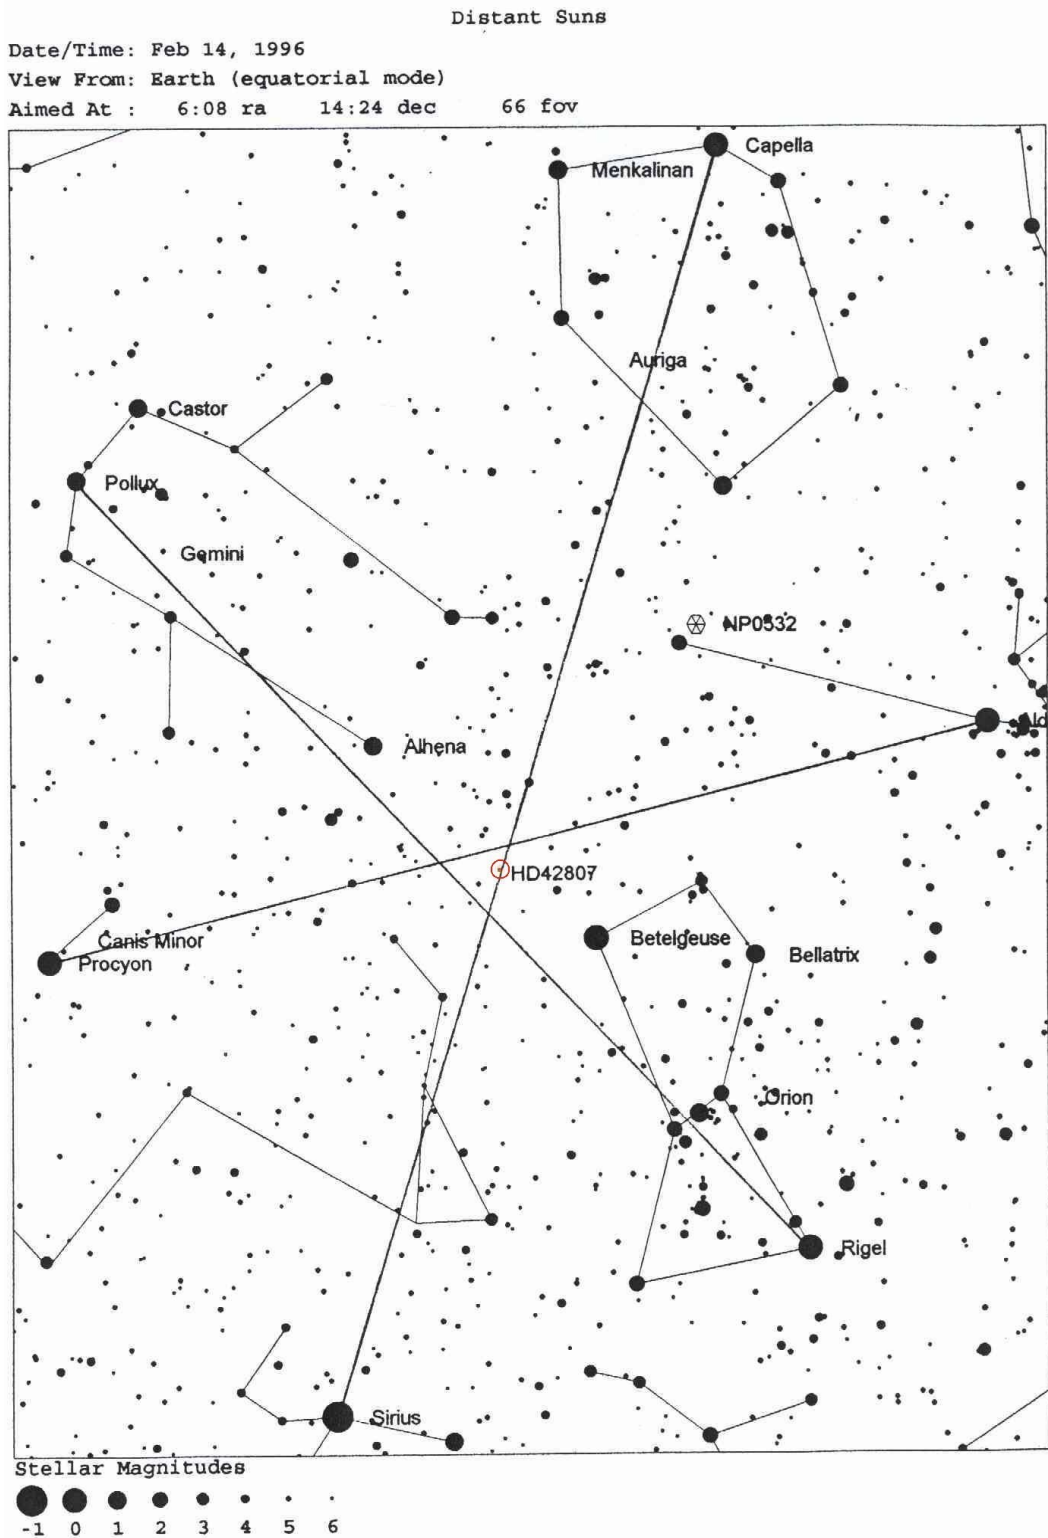 Distant Suns
Date/Time: Feb 14, 1996
View From: Earth (equatorial mode)
Aimed At : 6:08 ra 14:24 dec 66 fov
Capella
Menkalinan
Auriga
Castor
Pollux
Gemini
NP0532
Ald
Alhena
HD42807
Betelgeuse
Bellatrix
Canis Minor
Procyon
Orion
Rigel
Sirius
Stellar Magnitudes
-1 0 1 2 3 4 5 6